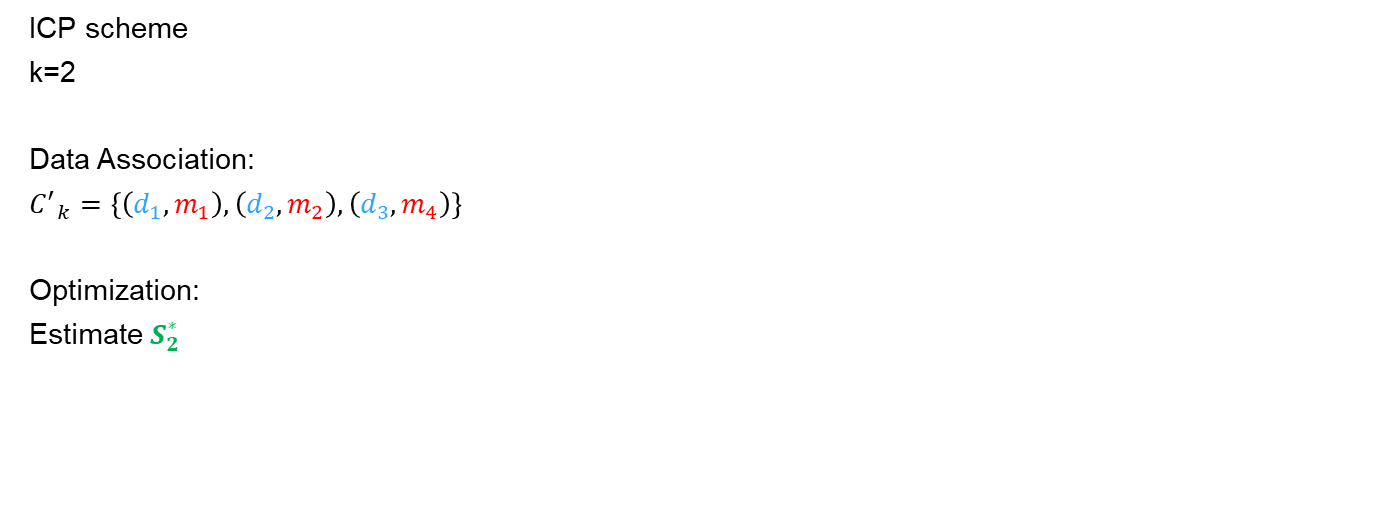 ICP scheme
k=2
Data Association:
C'ₖ = {(d₁, m₁), (d₂, m₂), (d₃, m₄)}
Optimization:
Estimate S₂*